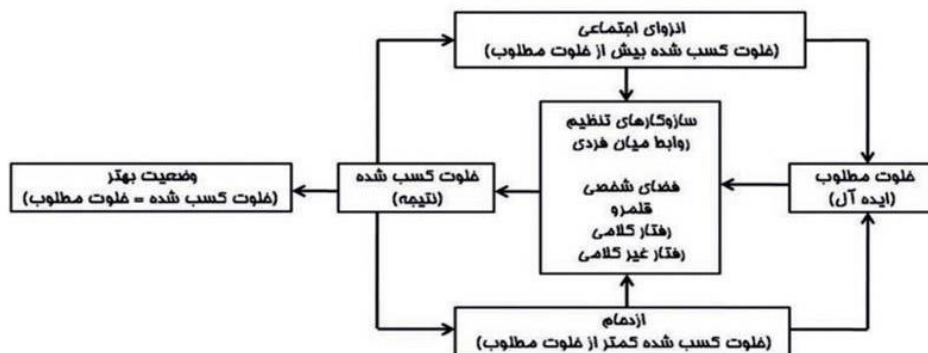 انزوای اجتماعی
(خلوت کسب شده بیش از خلوت مطلوب)
سازوکارهای تنظیم
روابط میان فردی
فضای شخصی
قلمرو
رفتار کلامی
رفتار غیر کلامی
خلوت مطلوب
(ایده آل)
خلوت کسب شده
(نتیجه)
وضعیت بهتر
(خلوت کسب شده = خلوت مطلوب)
ازدحام
(خلوت کسب شده کمتر از خلوت مطلوب)